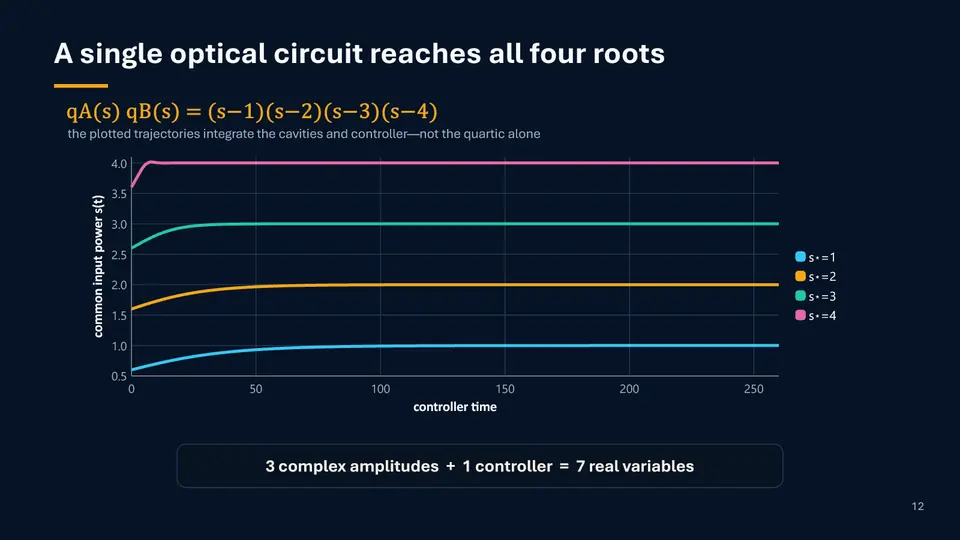 A single optical circuit reaches all four roots
qA(s) qB(s) = (s−1)(s−2)(s−3)(s−4)
the plotted trajectories integrate the cavities and controller—not the quartic alone
common input power s(t)
4.0
3.5
3.0
2.5
2.0
1.5
1.0
0.5
0 50 100 150 200 250
controller time
s⋆=1
s⋆=2
s⋆=3
s⋆=4
3 complex amplitudes + 1 controller = 7 real variables
12